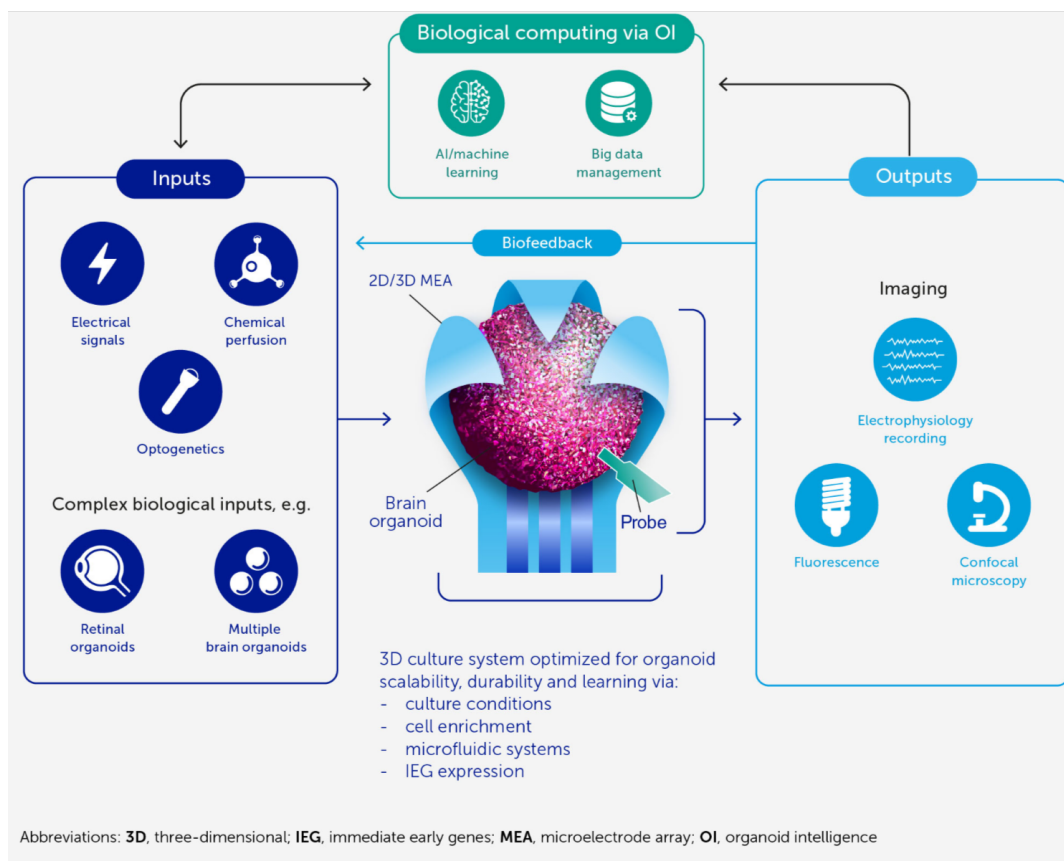 Biological computing via OI
AI/machine
learning
Big data
management
Inputs
Electrical
signals
Chemical
perfusion
Optogenetics
Complex biological inputs, e.g.
Retinal
organoids
Multiple
brain organoids
Biofeedback
2D/3D MEA
Brain
organoid
Probe
Outputs
Imaging
Electrophysiology
recording
Fluorescence
Confocal
microscopy
3D culture system optimized for organoid
scalability, durability and learning via:
- culture conditions
- cell enrichment
- microfluidic systems
- IEG expression
Abbreviations: 3D, three-dimensional; IEG, immediate early genes; MEA, microelectrode array; OI, organoid intelligence